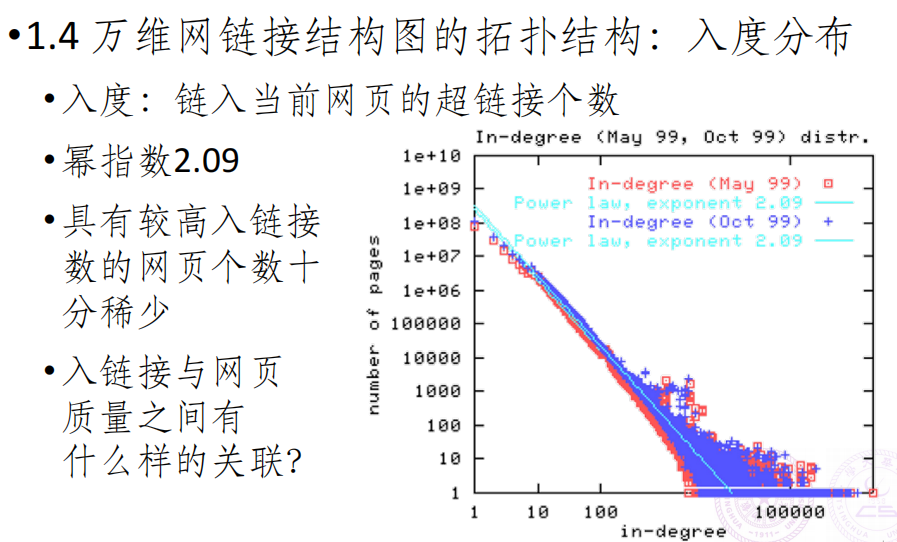 •1.4 万维网链接结构图的拓扑结构：入度分布
•入度：链入当前网页的超链接个数
•幂指数2.09
•具有较高入链接
数的网页个数十
分稀少
•入链接与网页
质量之间有
什么样的关联？
In-degree (May 99, Oct 99) distr.
In-degree (May 99)
Power law, exponent 2.09
In-degree (Oct 99)
Power law, exponent 2.09
number of pages
1e+10
1e+09
1e+08
1e+07
1e+06
100000
10000
1000
100
10
1
1 10 100 100000
in-degree